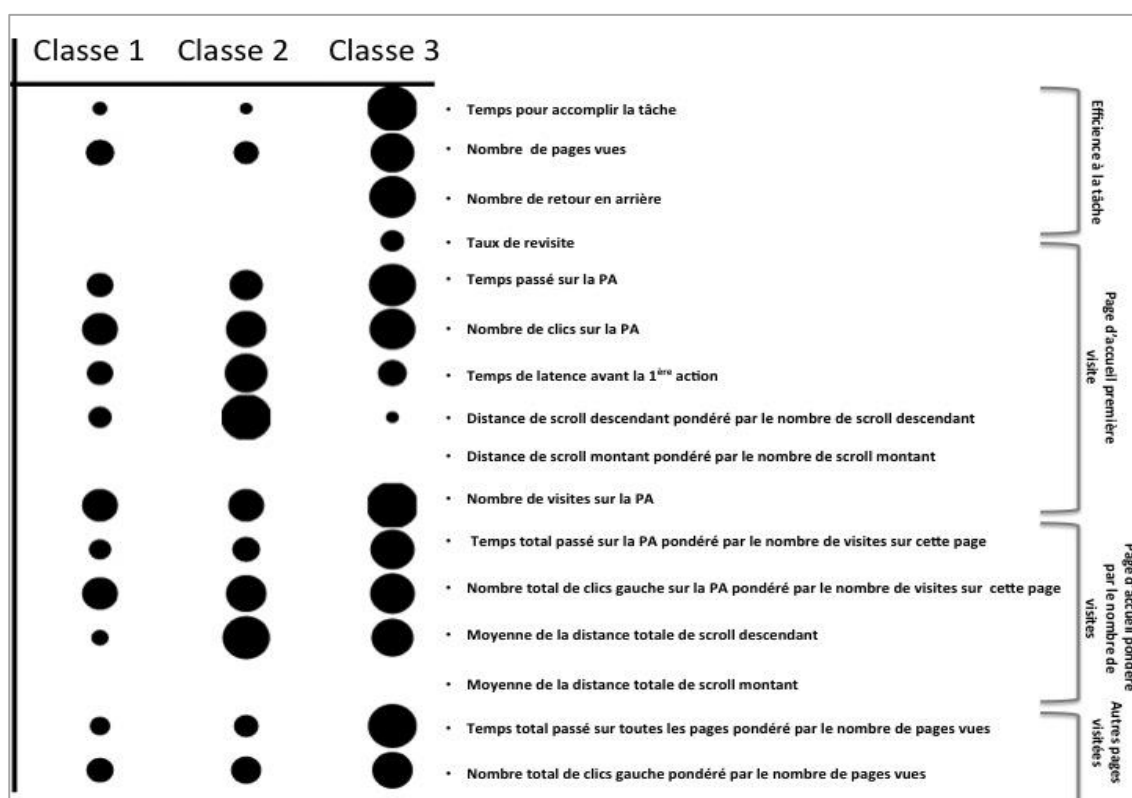 Classe 1 Classe 2 Classe 3
• Temps pour accomplir la tâche
• Nombre de pages vues
• Nombre de retour en arrière
• Taux de revisite
• Temps passé sur la PA
• Nombre de clics sur la PA
• Temps de latence avant la 1ère action
• Distance de scroll descendant pondéré par le nombre de scroll descendant
• Distance de scroll montant pondéré par le nombre de scroll montant
• Nombre de visites sur la PA
• Temps total passé sur la PA pondéré par le nombre de visites sur cette page
• Nombre total de clics gauche sur la PA pondéré par le nombre de visites sur cette page
• Moyenne de la distance totale de scroll descendant
• Moyenne de la distance totale de scroll montant
• Temps total passé sur toutes les pages pondéré par le nombre de pages vues
• Nombre total de clics gauche pondéré par le nombre de pages vues
Efficience à la
tâche
Page d'accueil première
visite
Page d'accueil pondéré
par le nombre de
visites
Autres pages
visitées